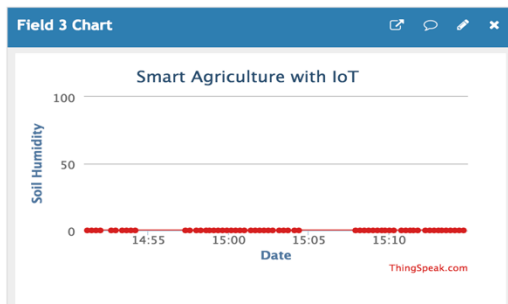 Field 3 Chart
Smart Agriculture with IoT
100
50
0
Soil Humidity
14:55 15:00 15:05 15:10
Date
ThingSpeak.com